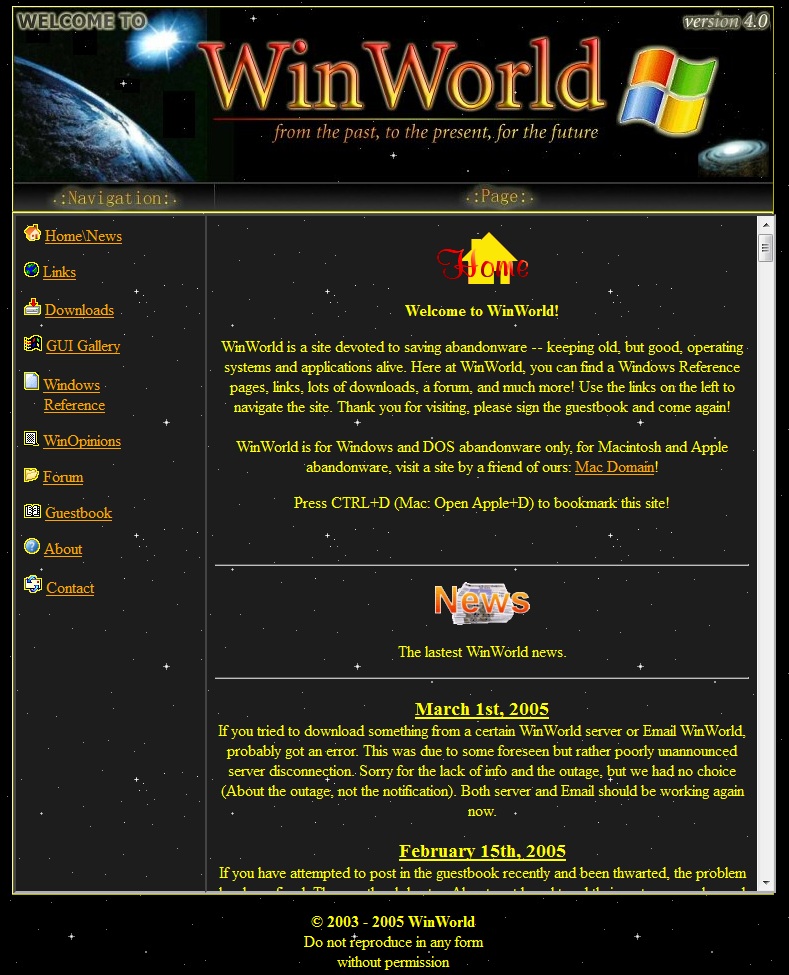 WELCOME TO
version 4.0
WinWorld
from the past, to the present, for the future
.:Navigation:.
.:Page:.
Home\News
Links
Downloads
GUI Gallery
Windows
Reference
WinOpinions
Forum
Guestbook
About
Contact
Home
Welcome to WinWorld!
WinWorld is a site devoted to saving abandonware -- keeping old, but good, operating
systems and applications alive. Here at WinWorld, you can find a Windows Reference
pages, links, lots of downloads, a forum, and much more! Use the links on the left to
navigate the site. Thank you for visiting, please sign the guestbook and come again!
WinWorld is for Windows and DOS abandonware only, for Macintosh and Apple
abandonware, visit a site by a friend of ours: Mac Domain!
Press CTRL+D (Mac: Open Apple+D) to bookmark this site!
News
The lastest WinWorld news.
March 1st, 2005
If you tried to download something from a certain WinWorld server or Email WinWorld,
probably got an error. This was due to some foreseen but rather poorly unannounced
server disconnection. Sorry for the lack of info and the outage, but we had no choice
(About the outage, not the notification). Both server and Email should be working again
now.
February 15th, 2005
If you have attempted to post in the guestbook recently and been thwarted, the problem
© 2003 - 2005 WinWorld
Do not reproduce in any form
without permission